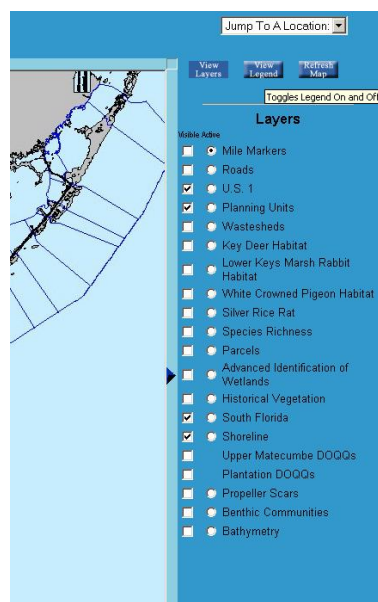 Jump To A Location:
View Layers
View Legend
Refresh Map
Toggles Legend On and Off
Layers
Visible Active
Mile Markers
Roads
U.S. 1
Planning Units
Wastesheds
Key Deer Habitat
Lower Keys Marsh Rabbit
Habitat
White Crowned Pigeon Habitat
Silver Rice Rat
Species Richness
Parcels
Advanced Identification of
Wetlands
Historical Vegetation
South Florida
Shoreline
Upper Matecumbe DOQQs
Plantation DOQQs
Propeller Scars
Benthic Communities
Bathymetry